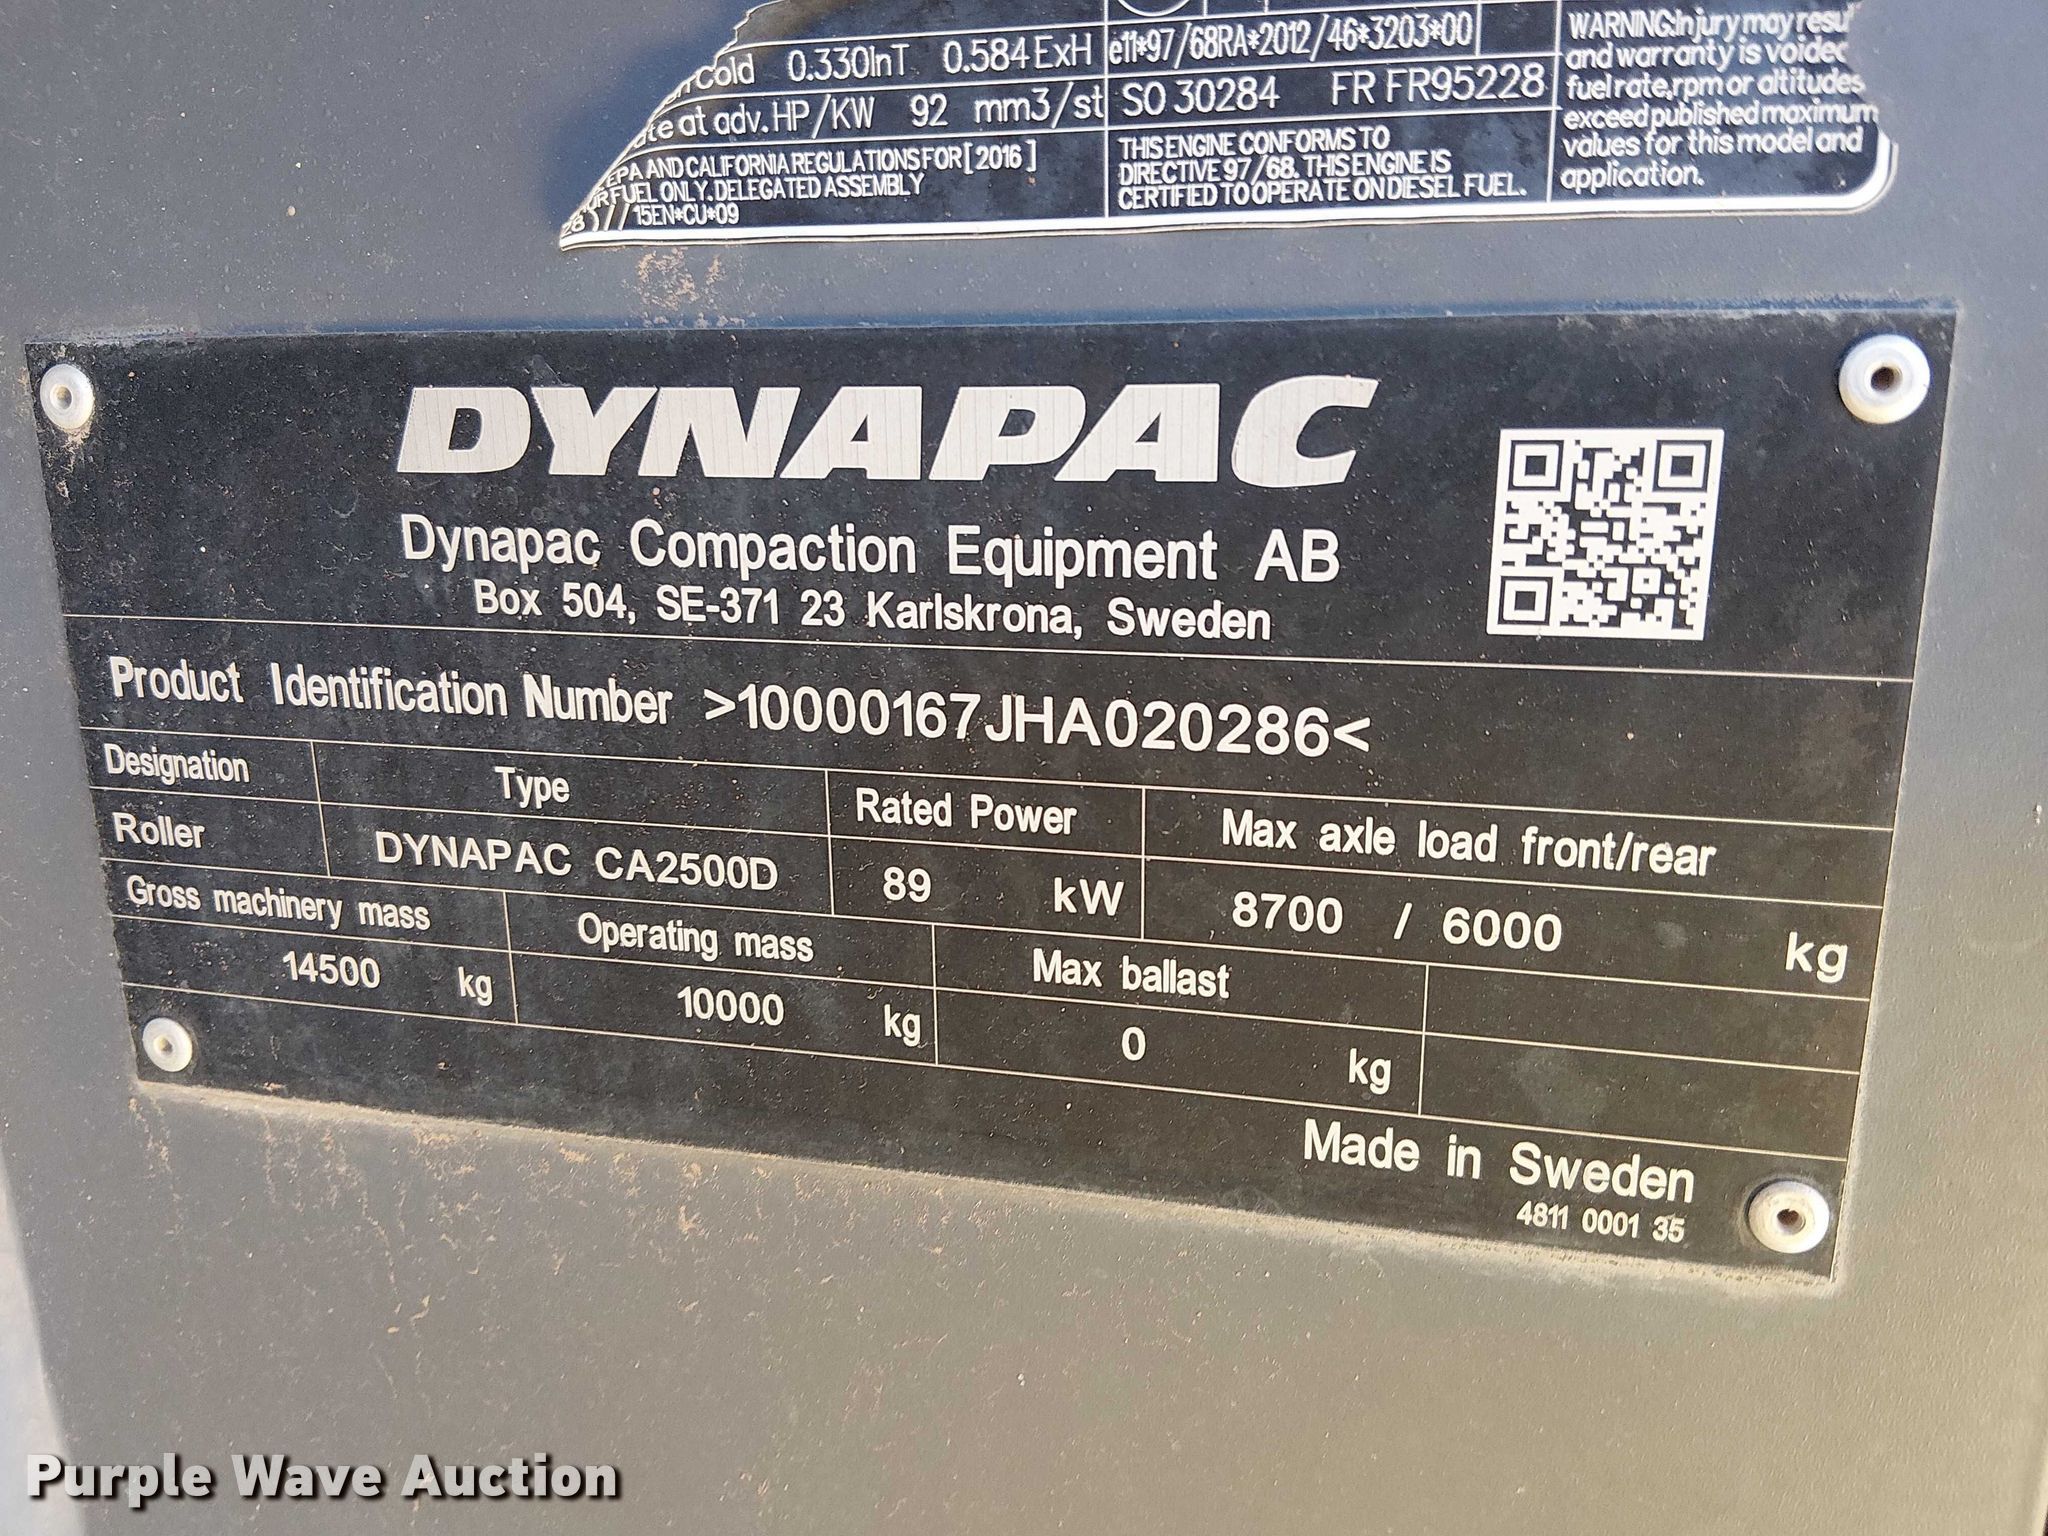 cold 0.330InT 0.584ExH e11*97/68RA*2012/46*3203*00
at adv.HP/KW 92 mm3/st SO 30284 FR FR95228
EPA AND CALIFORNIA REGULATIONS FOR [2016]
FUEL ONLY. DELEGATED ASSEMBLY
15EN*CU*09
THIS ENGINE CONFORMS TO
DIRECTIVE 97/68. THIS ENGINE IS
CERTIFIED TO OPERATE ON DIESEL FUEL.
WARNING: Injury may
and warranty is
fuel rate, rpm or altitudes
exceed published maximum
values for this model and
application.
DYNAPAC
Dynapac Compaction Equipment AB
Box 504, SE-371 23 Karlskrona, Sweden
Product Identification Number >10000167JHA020286<
Designation Type Rated Power Max axle load front/rear
Roller DYNAPAC CA2500D 89 kW 8700 / 6000 kg
Gross machinery mass Operating mass Max ballast
14500 kg 10000 kg 0 kg
Made in Sweden
4811 0001 35
Purple Wave Auction